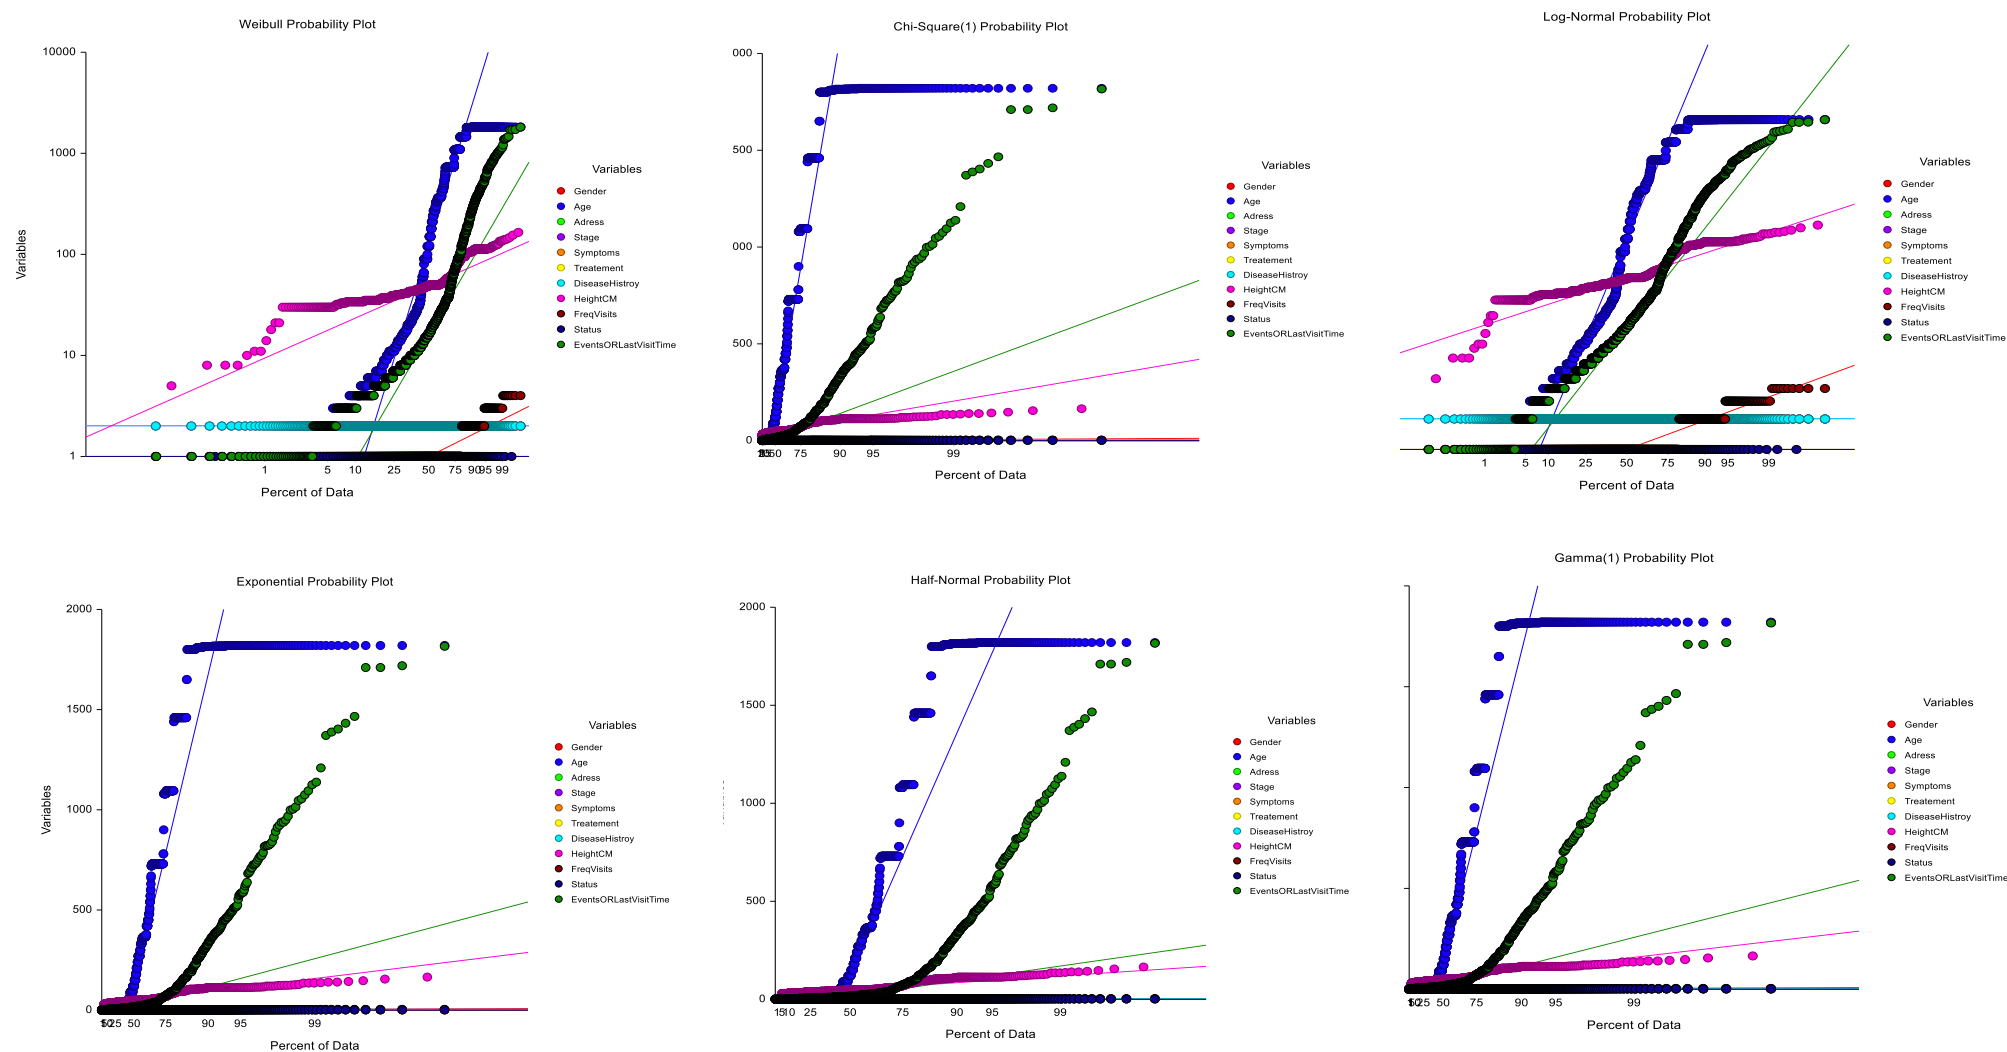 Weibull Probability Plot
10000
1000
100
10
1
Variables
1 5 10 25 50 75 90 95 99
Percent of Data
Variables
Gender
Age
Adress
Stage
Symptoms
Treatement
DiseaseHistroy
HeightCM
FreqVisits
Status
EventsORLastVisitTime
Chi-Square(1) Probability Plot
000
500
000
500
0
50 75 90 95 99
Percent of Data
Variables
Gender
Age
Adress
Stage
Symptoms
Treatement
DiseaseHistroy
HeightCM
FreqVisits
Status
EventsORLastVisitTime
Log-Normal Probability Plot
1 5 10 25 50 75 90 95 99
Percent of Data
Variables
Gender
Age
Adress
Stage
Symptoms
Treatement
DiseaseHistroy
HeightCM
FreqVisits
Status
EventsORLastVisitTime
Exponential Probability Plot
2000
1500
1000
500
0
Variables
25 50 75 90 95 99
Percent of Data
Variables
Gender
Age
Adress
Stage
Symptoms
Treatement
DiseaseHistroy
HeightCM
FreqVisits
Status
EventsORLastVisitTime
Half-Normal Probability Plot
2000
1500
1000
500
0
1 5 10 25 50 75 90 95 99
Percent of Data
Variables
Gender
Age
Adress
Stage
Symptoms
Treatement
DiseaseHistroy
HeightCM
FreqVisits
Status
EventsORLastVisitTime
Gamma(1) Probability Plot
25 50 75 90 95 99
Percent of Data
Variables
Gender
Age
Adress
Stage
Symptoms
Treatement
DiseaseHistroy
HeightCM
FreqVisits
Status
EventsORLastVisitTime